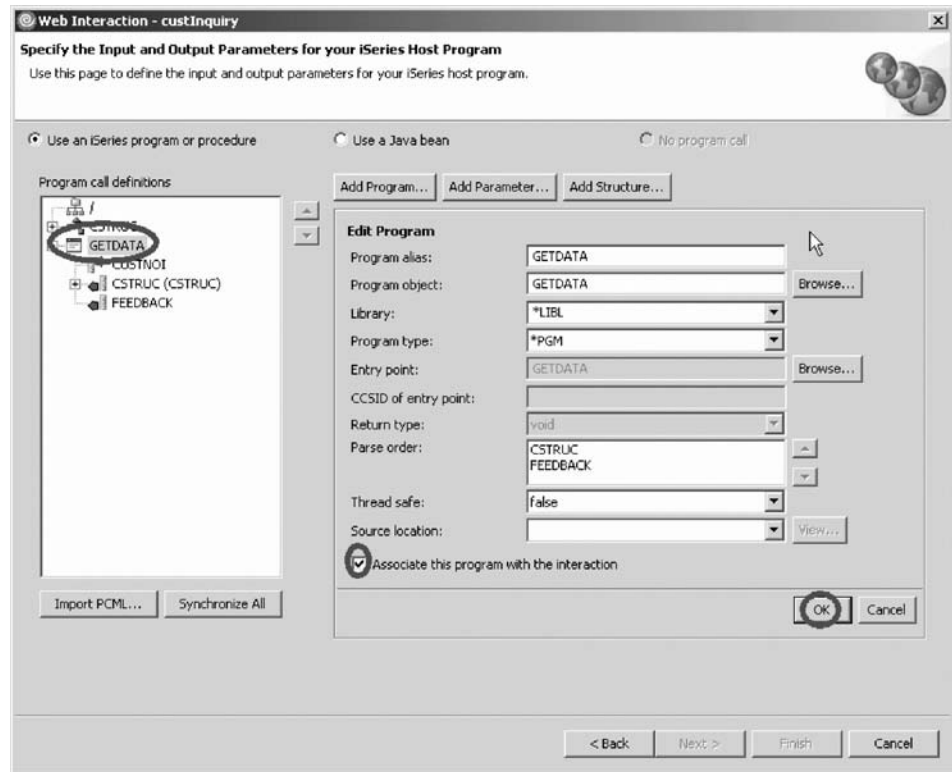 Web Interaction - custInquiry
Specify the Input and Output Parameters for your iSeries Host Program
Use this page to define the input and output parameters for your iSeries host program.
Use an iSeries program or procedure
Use a Java bean
No program call
Program call definitions
/
CSTRUC
GETDATA
CUSTNOI
CSTRUC (CSTRUC)
FEEDBACK
Import PCML...
Synchronize All
Add Program...
Add Parameter...
Add Structure...
Edit Program
Program alias:
GETDATA
Program object:
GETDATA
Browse...
Library:
*LIBL
Program type:
*PGM
Entry point:
GETDATA
Browse...
CCSID of entry point:
Return type:
void
Parse order:
CSTRUC
FEEDBACK
Thread safe:
false
Source location:
View...
Associate this program with the interaction
OK
Cancel
< Back
Next >
Finish
Cancel